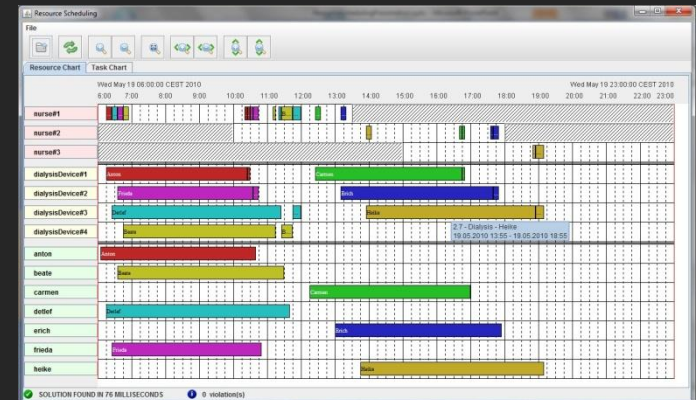 Resource Scheduling
File
Resource Chart Task Chart
Wed May 19 06:00:00 CEST 2010 Wed May 19 23:00:00 CEST 2010
6:00 7:00 8:00 9:00 10:00 11:00 12:00 13:00 14:00 15:00 16:00 17:00 18:00 19:00 20:00 21:00 22:00 23:00
nurse#1
nurse#2
nurse#3
dialysisDevice#1 Anton Carmen
dialysisDevice#2 Frieda Erich
dialysisDevice#3 Detlef Heike
dialysisDevice#4 Beate B...
2.7 - Dialysis - Heike
19.05.2010 13:55 - 19.05.2010 18:55
anton Anton
beate Beate
carmen Carmen
detlef Detlef
erich Erich
frieda Frieda
heike Heike
SOLUTION FOUND IN 76 MILLISECONDS 0 violation(s)